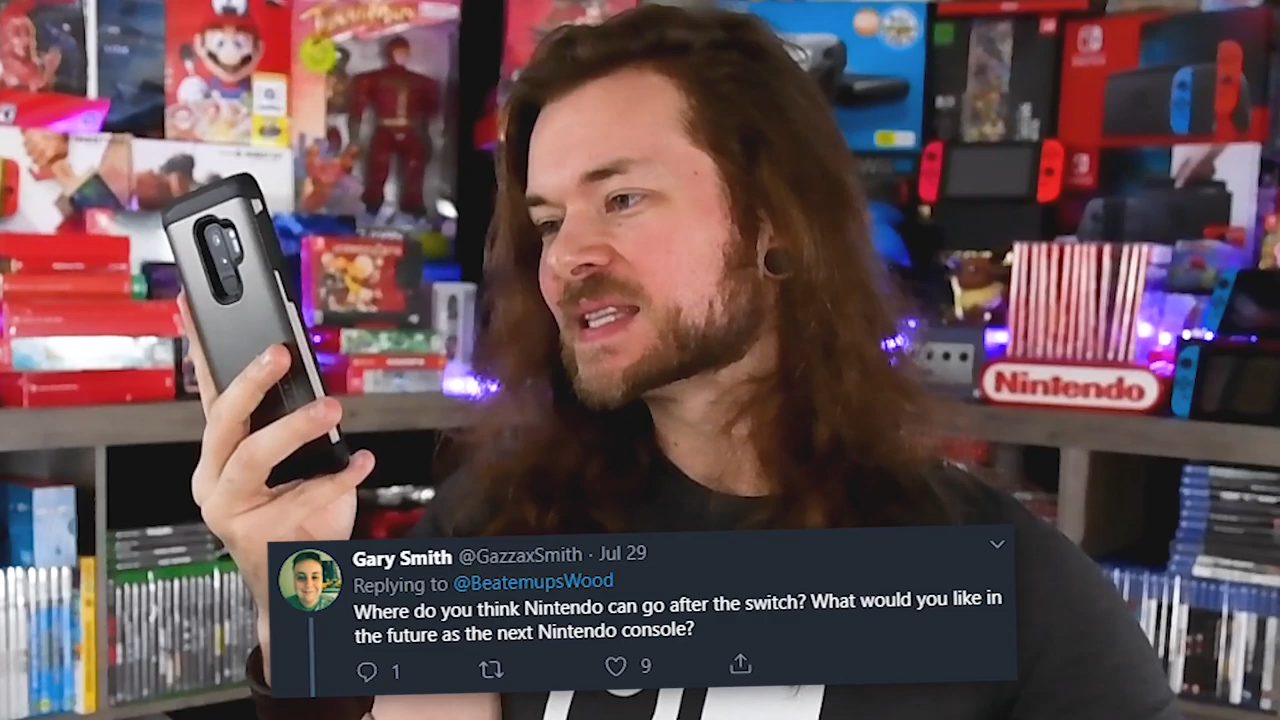 Nintendo
Gary Smith @GazzaxSmith · Jul 29
Replying to @BeatemupsWood
Where do you think Nintendo can go after the switch? What would you like in
the future as the next Nintendo console?
1
9